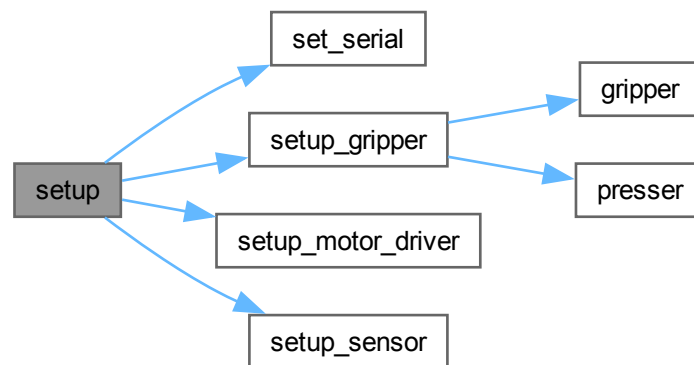 setup
set_serial
setup_gripper
setup_motor_driver
setup_sensor
gripper
presser